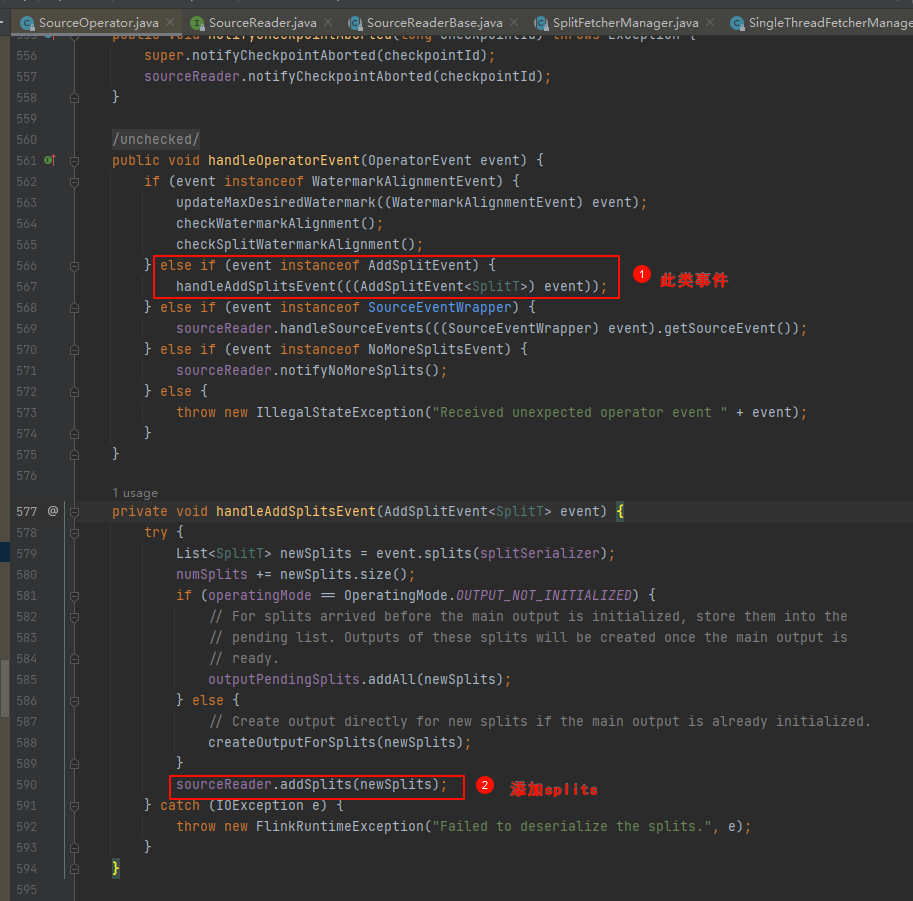 SourceOperator.java SourceReader.java SourceReaderBase.java SplitFetcherManager.java SingleThreadFetcherManage
555 public void notifyCheckpointAborted(long checkpointId) throws Exception {
556 super.notifyCheckpointAborted(checkpointId);
557 sourceReader.notifyCheckpointAborted(checkpointId);
558 }
559
560 /unchecked/
561 public void handleOperatorEvent(OperatorEvent event) {
562 if (event instanceof WatermarkAlignmentEvent) {
563 updateMaxDesiredWatermark((WatermarkAlignmentEvent) event);
564 checkWatermarkAlignment();
565 checkSplitWatermarkAlignment();
566 } else if (event instanceof AddSplitEvent) {
1 此类事件
567 handleAddSplitsEvent(((AddSplitEvent<SplitT>) event));
568 } else if (event instanceof SourceEventWrapper) {
569 sourceReader.handleSourceEvents(((SourceEventWrapper) event).getSourceEvent());
570 } else if (event instanceof NoMoreSplitsEvent) {
571 sourceReader.notifyNoMoreSplits();
572 } else {
573 throw new IllegalStateException("Received unexpected operator event " + event);
574 }
575 }
576
1 usage
577 @ private void handleAddSplitsEvent(AddSplitEvent<SplitT> event) {
578 try {
579 List<SplitT> newSplits = event.splits(splitSerializer);
580 numSplits += newSplits.size();
581 if (operatingMode == OperatingMode.OUTPUT_NOT_INITIALIZED) {
582 // For splits arrived before the main output is initialized, store them into the
583 // pending list. Outputs of these splits will be created once the main output is
584 // ready.
585 outputPendingSplits.addAll(newSplits);
586 } else {
587 // Create output directly for new splits if the main output is already initialized.
588 createOutputForSplits(newSplits);
589 }
590 sourceReader.addSplits(newSplits); 2 添加splits
591 } catch (IOException e) {
592 throw new FlinkRuntimeException("Failed to deserialize the splits.", e);
593 }
594 }
595